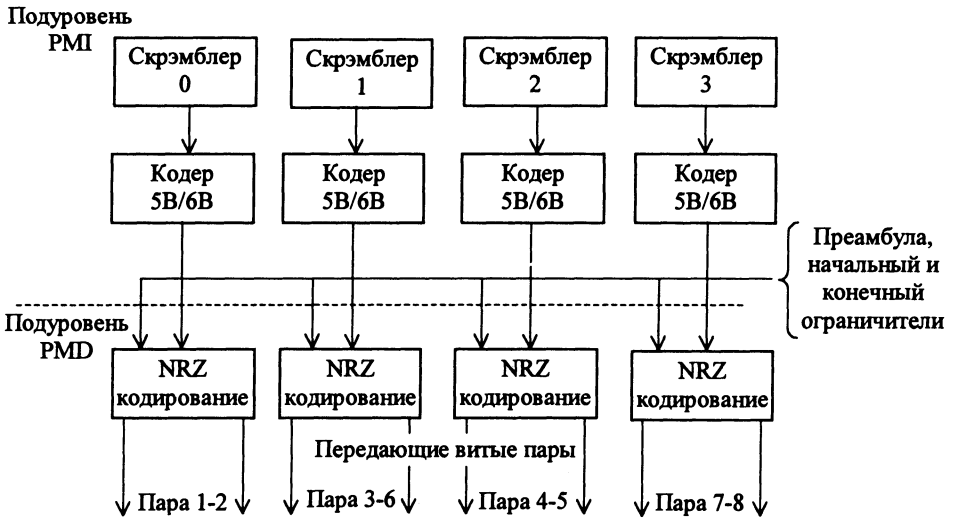 Подуровень
PMI
Скрэмблер
0
Скрэмблер
1
Скрэмблер
2
Скрэмблер
3
Кодер
5B/6B
Кодер
5B/6B
Кодер
5B/6B
Кодер
5B/6B
Преамбула,
начальный и
конечный
ограничители
Подуровень
PMD
NRZ
кодирование
NRZ
кодирование
NRZ
кодирование
NRZ
кодирование
Передающие витые пары
Пара 1-2
Пара 3-6
Пара 4-5
Пара 7-8